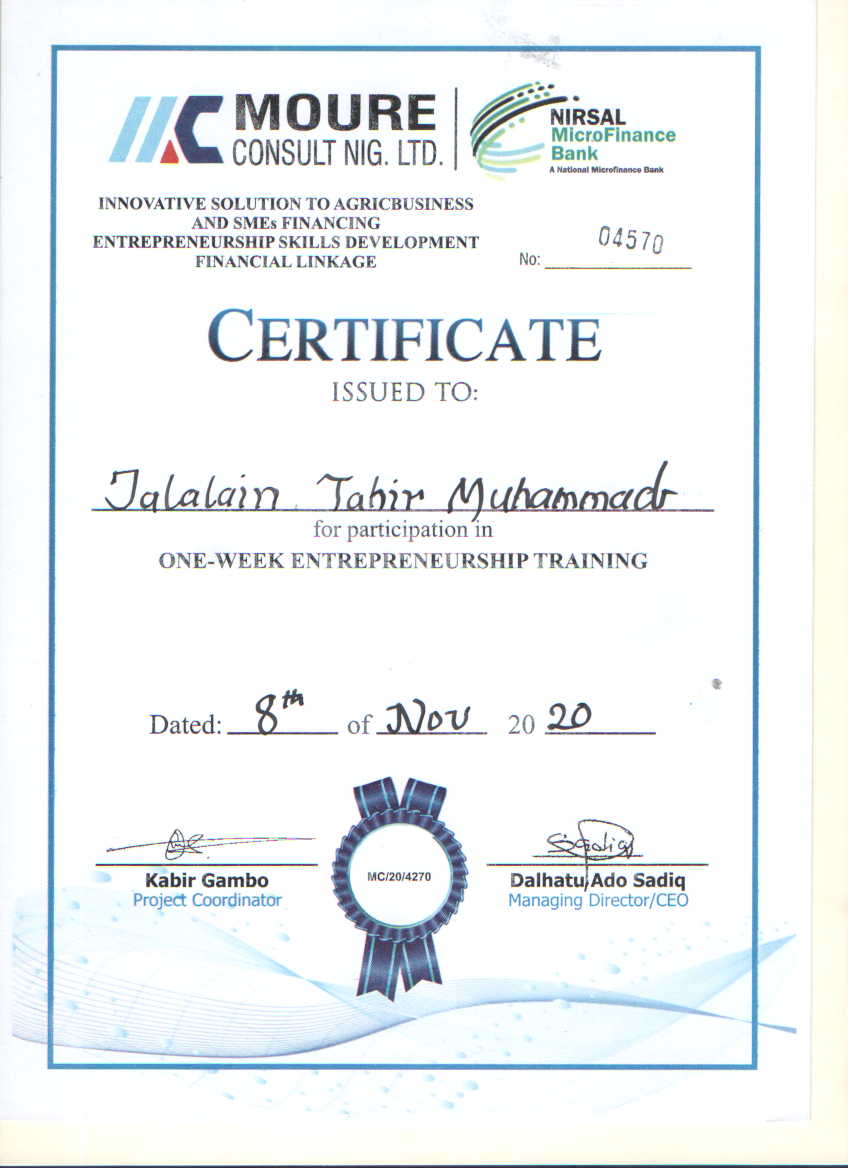 MOURE
CONSULT NIG. LTD.
NIRSAL
MicroFinance
Bank
A National Microfinance Bank
INNOVATIVE SOLUTION TO AGRICBUSINESS
AND SMEs FINANCING
ENTREPRENEURSHIP SKILLS DEVELOPMENT
FINANCIAL LINKAGE
No: 04570
CERTIFICATE
ISSUED TO:
Jalalain Tahir Muhammad
for participation in
ONE-WEEK ENTREPRENEURSHIP TRAINING
Dated: 8th of Nov 20 20
MC/20/4270
Sadiq
Kabir Gambo
Project Coordinator
Dalhatu Ado Sadiq
Managing Director/CEO